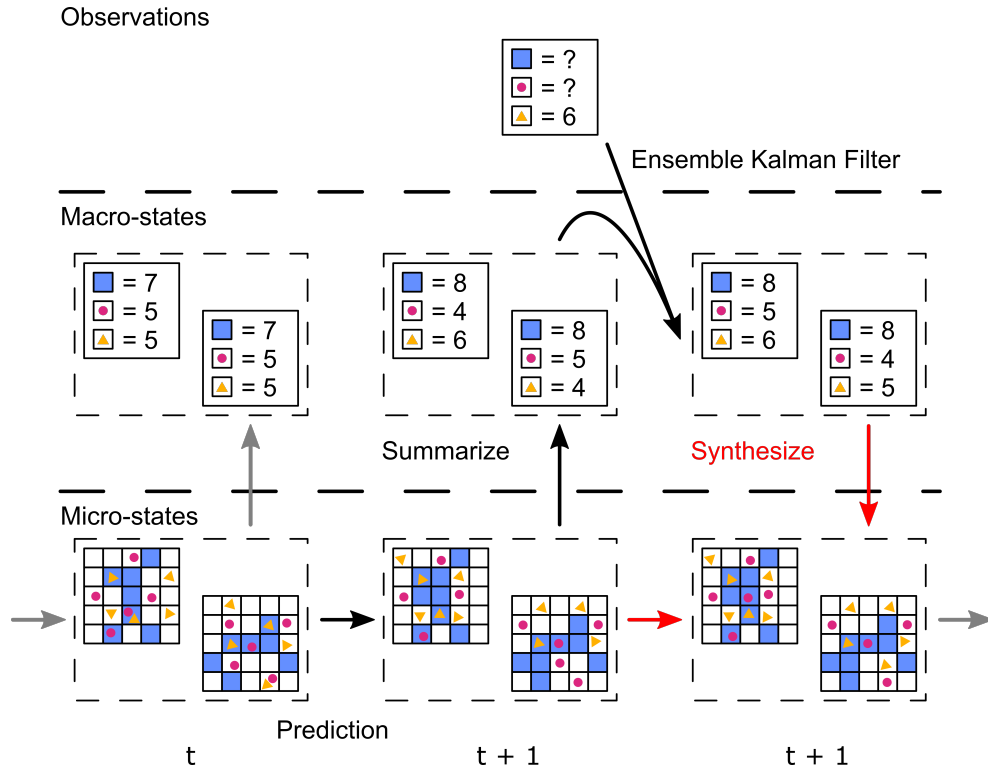 Observations
= ?
= ?
= 6
Ensemble Kalman Filter
Macro-states
= 7
= 5
= 5
= 7
= 5
= 5
= 8
= 4
= 6
= 8
= 5
= 4
= 8
= 5
= 6
= 8
= 4
= 5
Summarize
Synthesize
Micro-states
Prediction
t
t + 1
t + 1